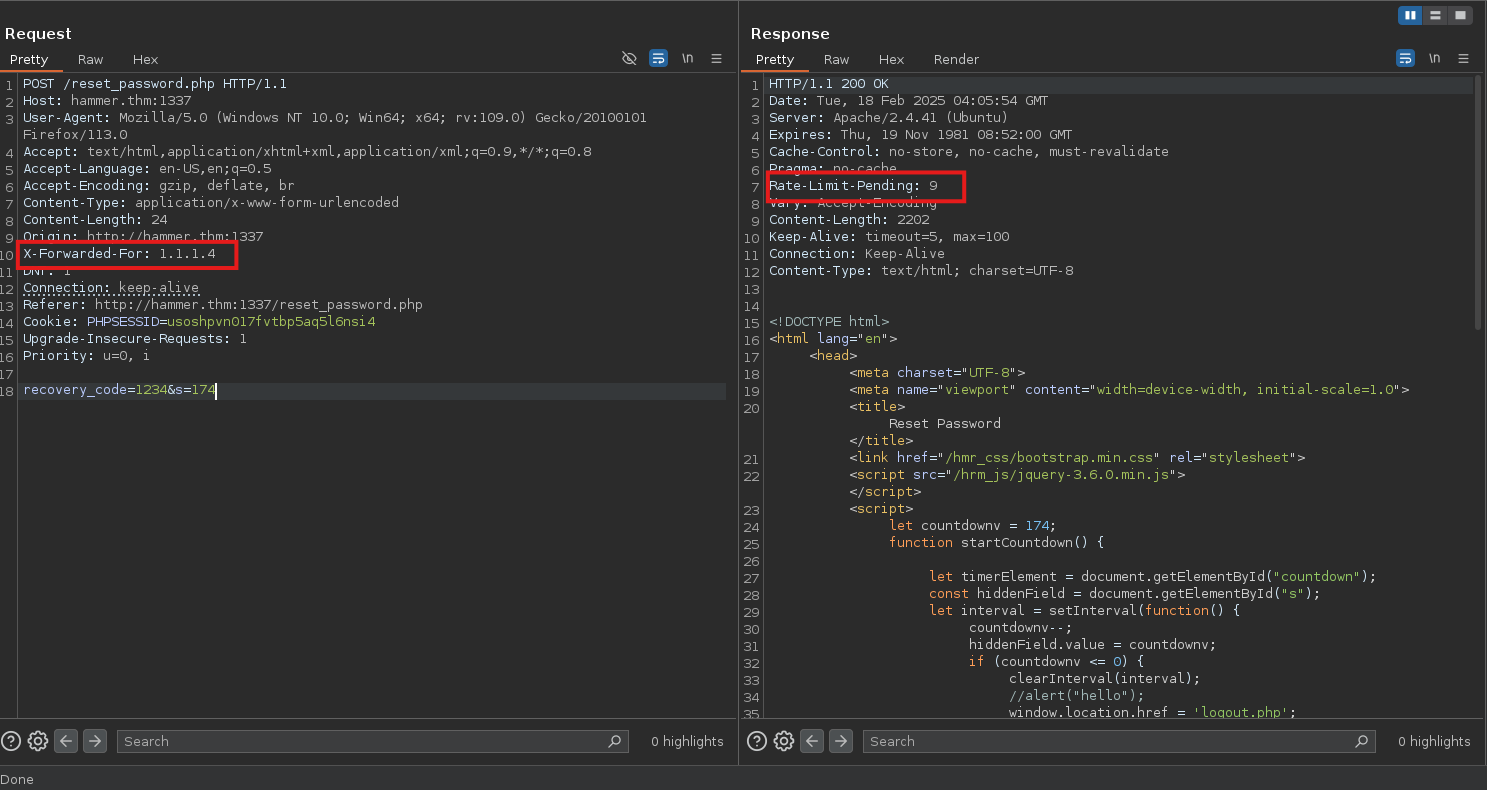 Request
Pretty Raw Hex \n
1 POST /reset_password.php HTTP/1.1
2 Host: hammer.thm:1337
3 User-Agent: Mozilla/5.0 (Windows NT 10.0; Win64; x64; rv:109.0) Gecko/20100101
Firefox/113.0
4 Accept: text/html,application/xhtml+xml,application/xml;q=0.9,*/*;q=0.8
5 Accept-Language: en-US,en;q=0.5
6 Accept-Encoding: gzip, deflate, br
7 Content-Type: application/x-www-form-urlencoded
8 Content-Length: 24
9 Origin: http://hammer.thm:1337
10 X-Forwarded-For: 1.1.1.4
11 DNT: 1
12 Connection: keep-alive
13 Referer: http://hammer.thm:1337/reset_password.php
14 Cookie: PHPSESSID=usoshpvn017fvtbp5aq5l6nsi4
15 Upgrade-Insecure-Requests: 1
16 Priority: u=0, i
17
18 recovery_code=1234&s=174
Search 0 highlights
Response
Pretty Raw Hex Render \n
1 HTTP/1.1 200 OK
2 Date: Tue, 18 Feb 2025 04:05:54 GMT
3 Server: Apache/2.4.41 (Ubuntu)
4 Expires: Thu, 19 Nov 1981 08:52:00 GMT
5 Cache-Control: no-store, no-cache, must-revalidate
6 Pragma: no-cache
7 Rate-Limit-Pending: 9
8 Vary: Accept-Encoding
9 Content-Length: 2202
10 Keep-Alive: timeout=5, max=100
11 Connection: Keep-Alive
12 Content-Type: text/html; charset=UTF-8
13
14
15 <!DOCTYPE html>
16 <html lang="en">
17 <head>
18 <meta charset="UTF-8">
19 <meta name="viewport" content="width=device-width, initial-scale=1.0">
20 <title>
Reset Password
</title>
21 <link href="/hmr_css/bootstrap.min.css" rel="stylesheet">
22 <script src="/hrm_js/jquery-3.6.0.min.js">
</script>
23 <script>
24 let countdownv = 174;
25 function startCountdown() {
26
27 let timerElement = document.getElementById("countdown");
28 const hiddenField = document.getElementById("s");
29 let interval = setInterval(function() {
30 countdownv--;
31 hiddenField.value = countdownv;
32 if (countdownv <= 0) {
33 clearInterval(interval);
34 //alert("hello");
35 window.location.href = 'logout.php';
Search 0 highlights
Done